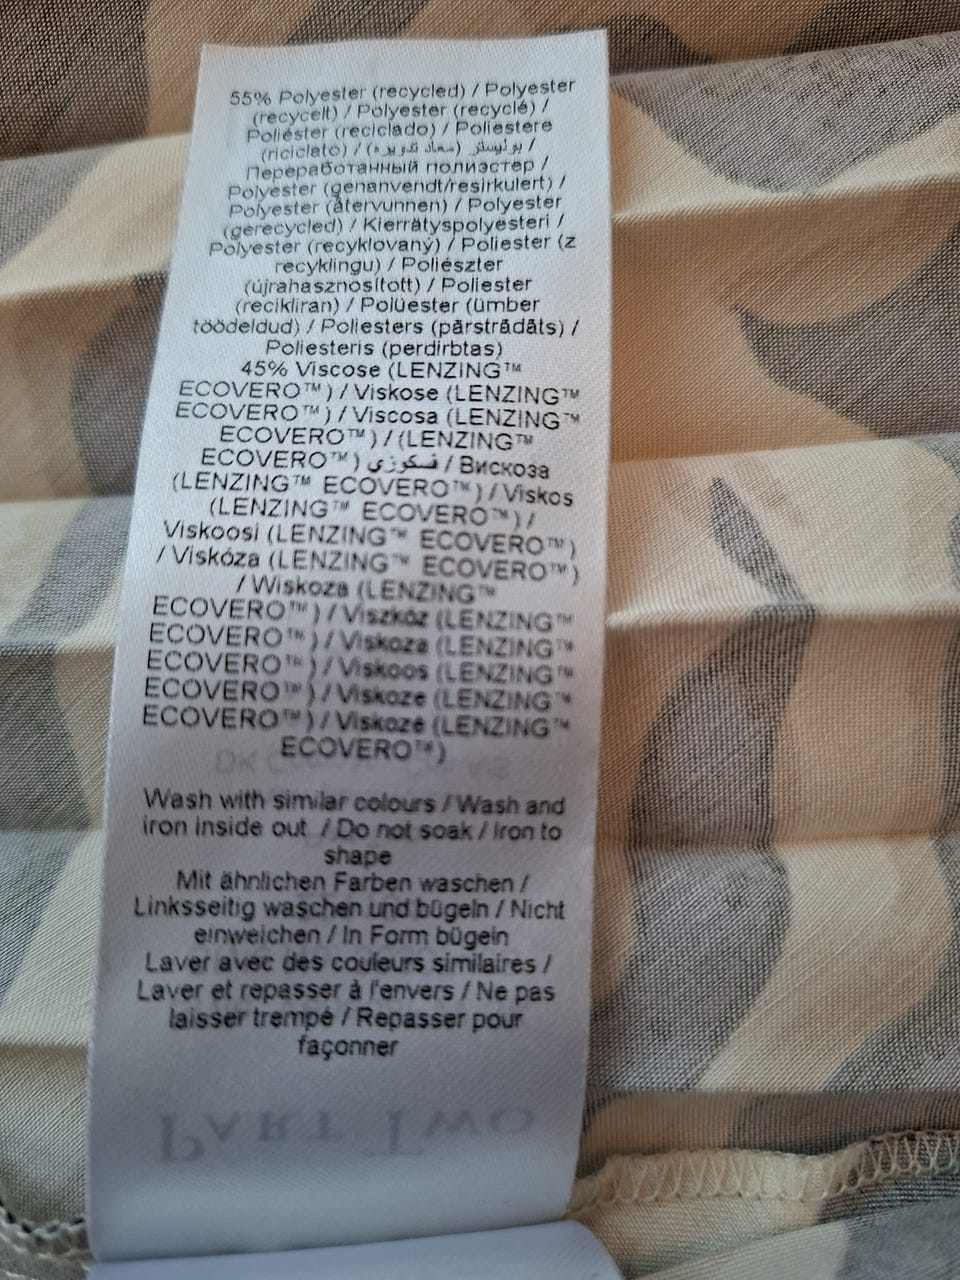 55% Polyester (recycled) / Polyester
(recycelt) / Polyester (recyclé) /
Poliéster (reciclado) / Poliestere
(riciclato) / بوليستر (معاد تدويره) /
Переработанный полиэстер /
Polyester (genanvendt/resirkulert) /
Polyester (återvunnen) / Polyester
(gerecycled) / Kierrätyspolyesteri /
Polyester (recyklovaný) / Poliester (z
recyklingu) / Poliészter
(újrahasznosított) / Poliester
(recikliran) / Polüester (ümber
töödeldud) / Poliesters (pārstrādāts) /
Poliesteris (perdirbtas)
45% Viscose (LENZING™
ECOVERO™) / Viskose (LENZING™
ECOVERO™) / Viscosa (LENZING™
ECOVERO™) / (LENZING™
ECOVERO™) فسكوزي / Вискоза
(LENZING™ ECOVERO™) / Viskos
(LENZING™ ECOVERO™) /
Viskoosi (LENZING™ ECOVERO™)
/ Viskóza (LENZING™ ECOVERO™)
/ Wiskoza (LENZING™
ECOVERO™) / Viszkóz (LENZING™
ECOVERO™) / Viskoza (LENZING™
ECOVERO™) / Viskoos (LENZING™
ECOVERO™) / Viskoze (LENZING™
ECOVERO™) / Viskozė (LENZING™
ECOVERO™)
Wash with similar colours / Wash and
iron inside out / Do not soak / Iron to
shape
Mit ähnlichen Farben waschen /
Linksseitig waschen und bügeln / Nicht
einweichen / In Form bügeln
Laver avec des couleurs similaires /
Laver et repasser à l'envers / Ne pas
laisser trempé / Repasser pour
façonner
PART TWO